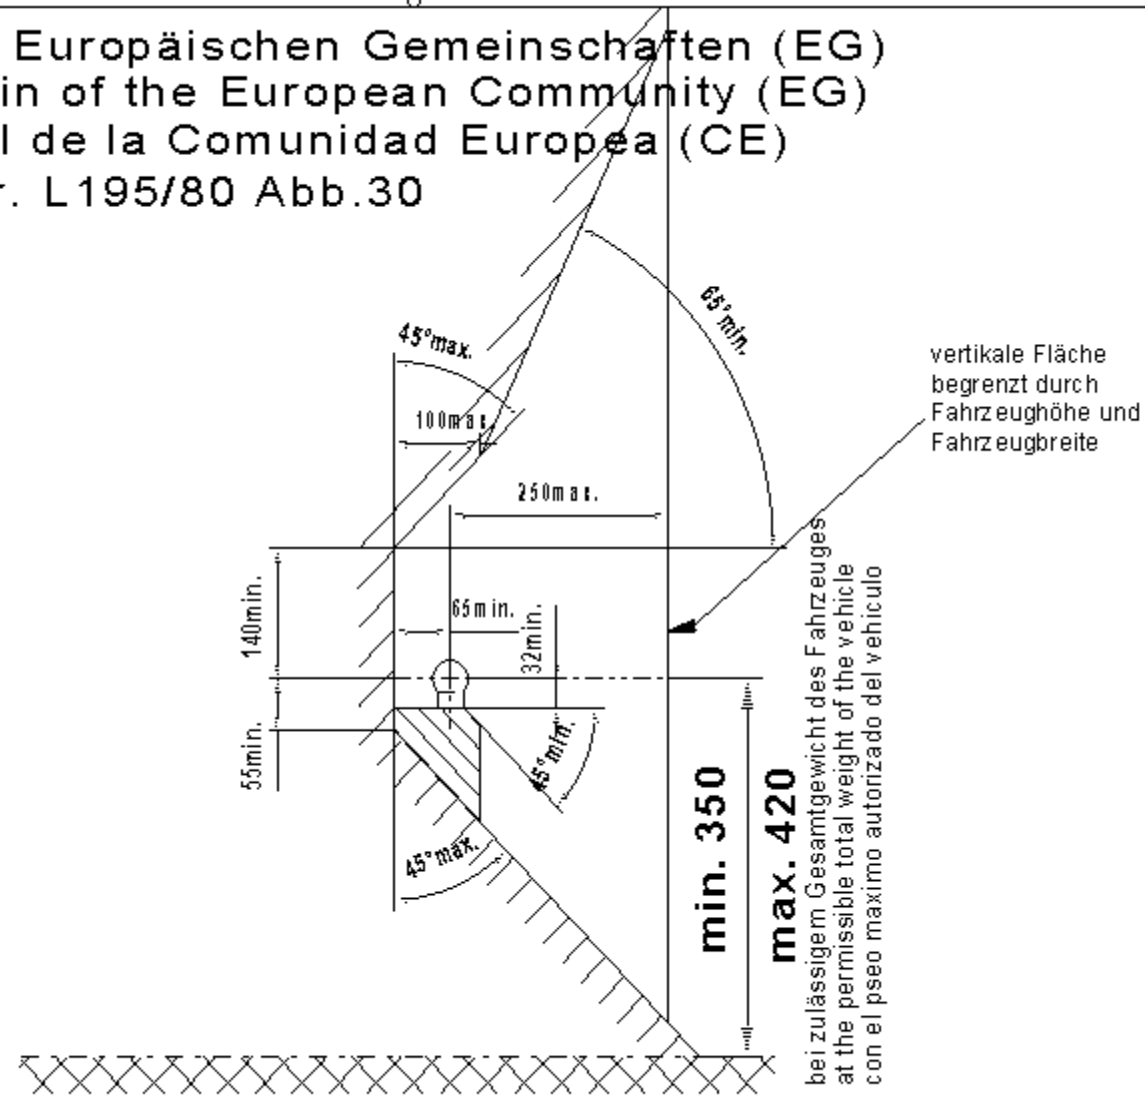 Europäischen Gemeinschaften (EG)
in of the European Community (EG)
l de la Comunidad Europea (CE)
r. L195/80 Abb.30
65°min.
45°max.
vertikale Fläche
begrenzt durch
Fahrzeughöhe und
Fahrzeugbreite
100max.
250max.
140min.
65min.
32min.
55min.
45°min.
45°max.
min. 350
max. 420
bei zulässigem Gesamtgewicht des Fahrzeuges
at the permissible total weight of the vehicle
con el pseo maximo autorizado del vehiculo